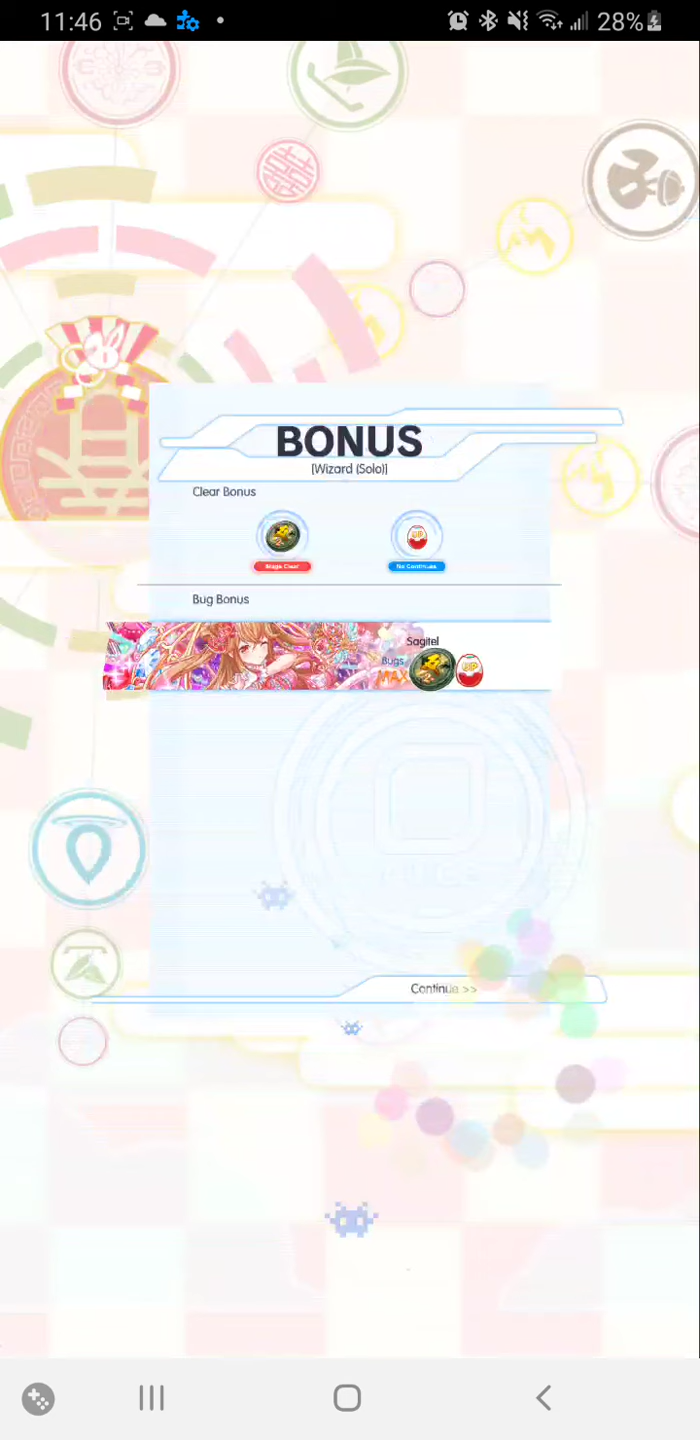 11:46
28%
BONUS
[Wizard (Solo)]
Clear Bonus
Stage Clear
No Continues
Bug Bonus
Sagitel
Bugs
MAX
Continue >>